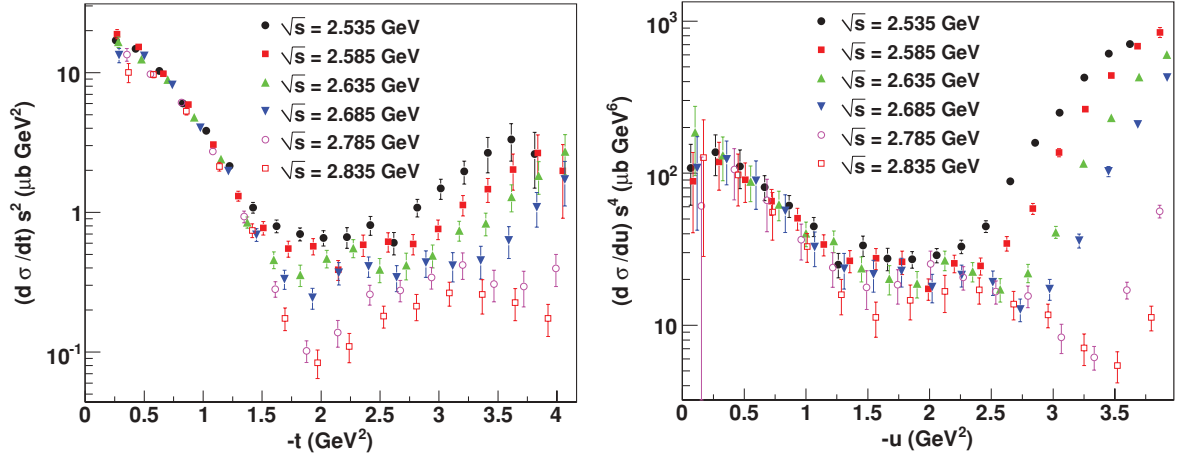 (d σ/dt) s² (μb GeV²)
10
1
10⁻¹
√s = 2.535 GeV
√s = 2.585 GeV
√s = 2.635 GeV
√s = 2.685 GeV
√s = 2.785 GeV
√s = 2.835 GeV
0 0.5 1 1.5 2 2.5 3 3.5 4
-t (GeV²)
(d σ/du) s⁴ (μb GeV⁶)
10³
10²
10
√s = 2.535 GeV
√s = 2.585 GeV
√s = 2.635 GeV
√s = 2.685 GeV
√s = 2.785 GeV
√s = 2.835 GeV
0 0.5 1 1.5 2 2.5 3 3.5
-u (GeV²)